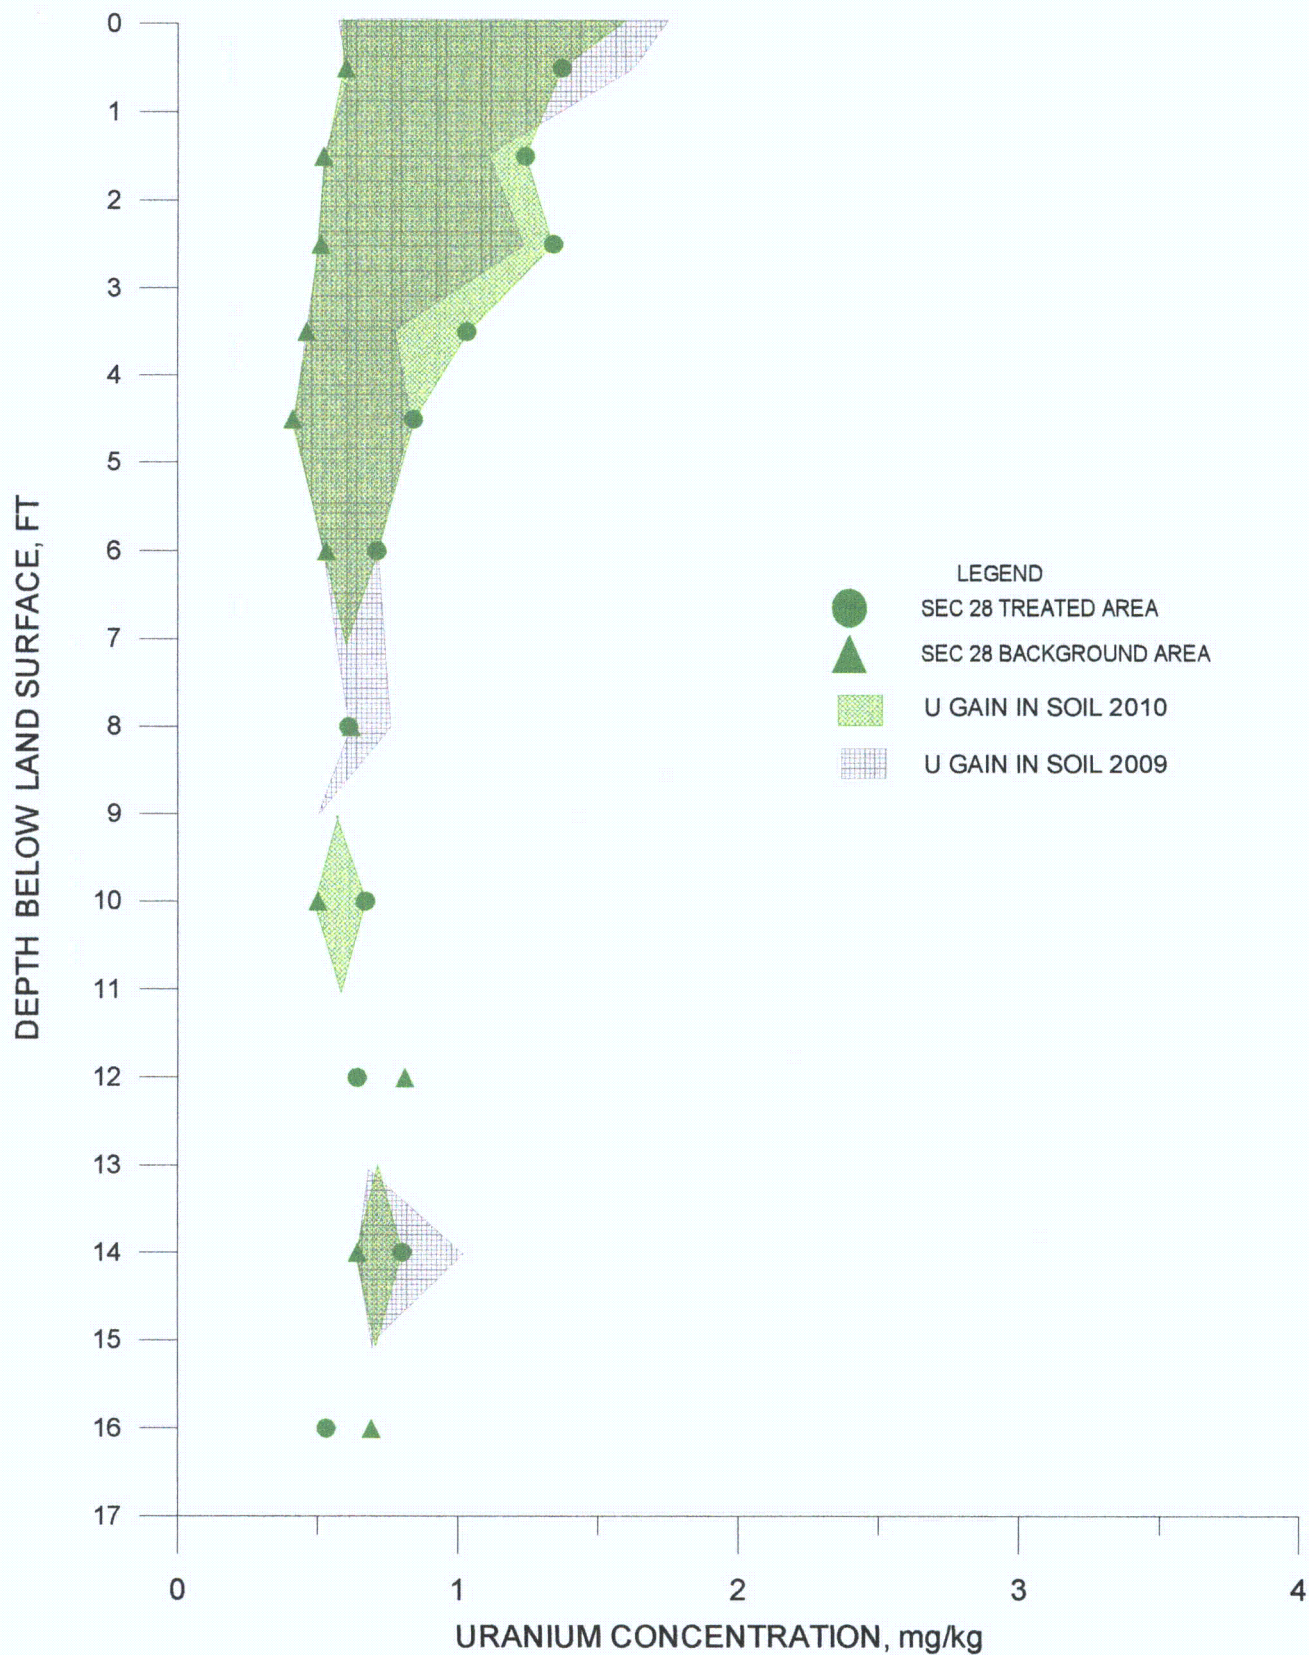 0
1
2
3
4
5
6
7
8
9
10
11
12
13
14
15
16
17
DEPTH BELOW LAND SURFACE, FT
LEGEND
SEC 28 TREATED AREA
SEC 28 BACKGROUND AREA
U GAIN IN SOIL 2010
U GAIN IN SOIL 2009
0 1 2 3 4
URANIUM CONCENTRATION, mg/kg